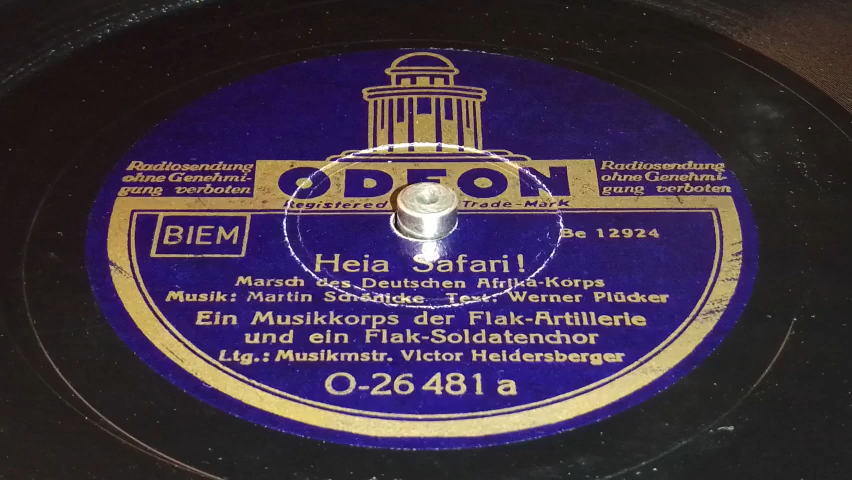 Radiosendung
ohne Genehmi-
gung verboten
ODEON
Registered Trade-Mark
Radiosendung
ohne Genehmi-
gung verboten
BIEM
Be 12924
Heia Safari!
Marsch des Deutschen Afrika-Korps
Musik: Martin Schönicke Text: Werner Plücker
Ein Musikkorps der Flak-Artillerie
und ein Flak-Soldatenchor
Ltg.: Musikmstr. Victor Heidersberger
O-26 481 a